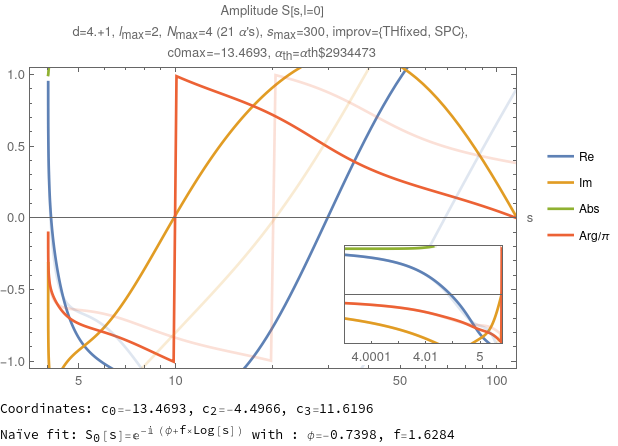 Amplitude S[s,l=0]
d=4.+1, lmax=2, Nmax=4 (21 α's), smax=300, improv={THfixed, SPC},
c0max=−13.4693, αth=αth$2934473
1.0
0.5
0.0
−0.5
−1.0
s
Re
Im
Abs
Arg/π
4.0001 4.01 5
5 10 50 100
Coordinates: c0=−13.4693, c2=−4.4966, c3=11.6196
Naïve fit: S0[s]=e^−i (ϕ+f×Log[s]) with : ϕ=−0.7398, f=1.6284